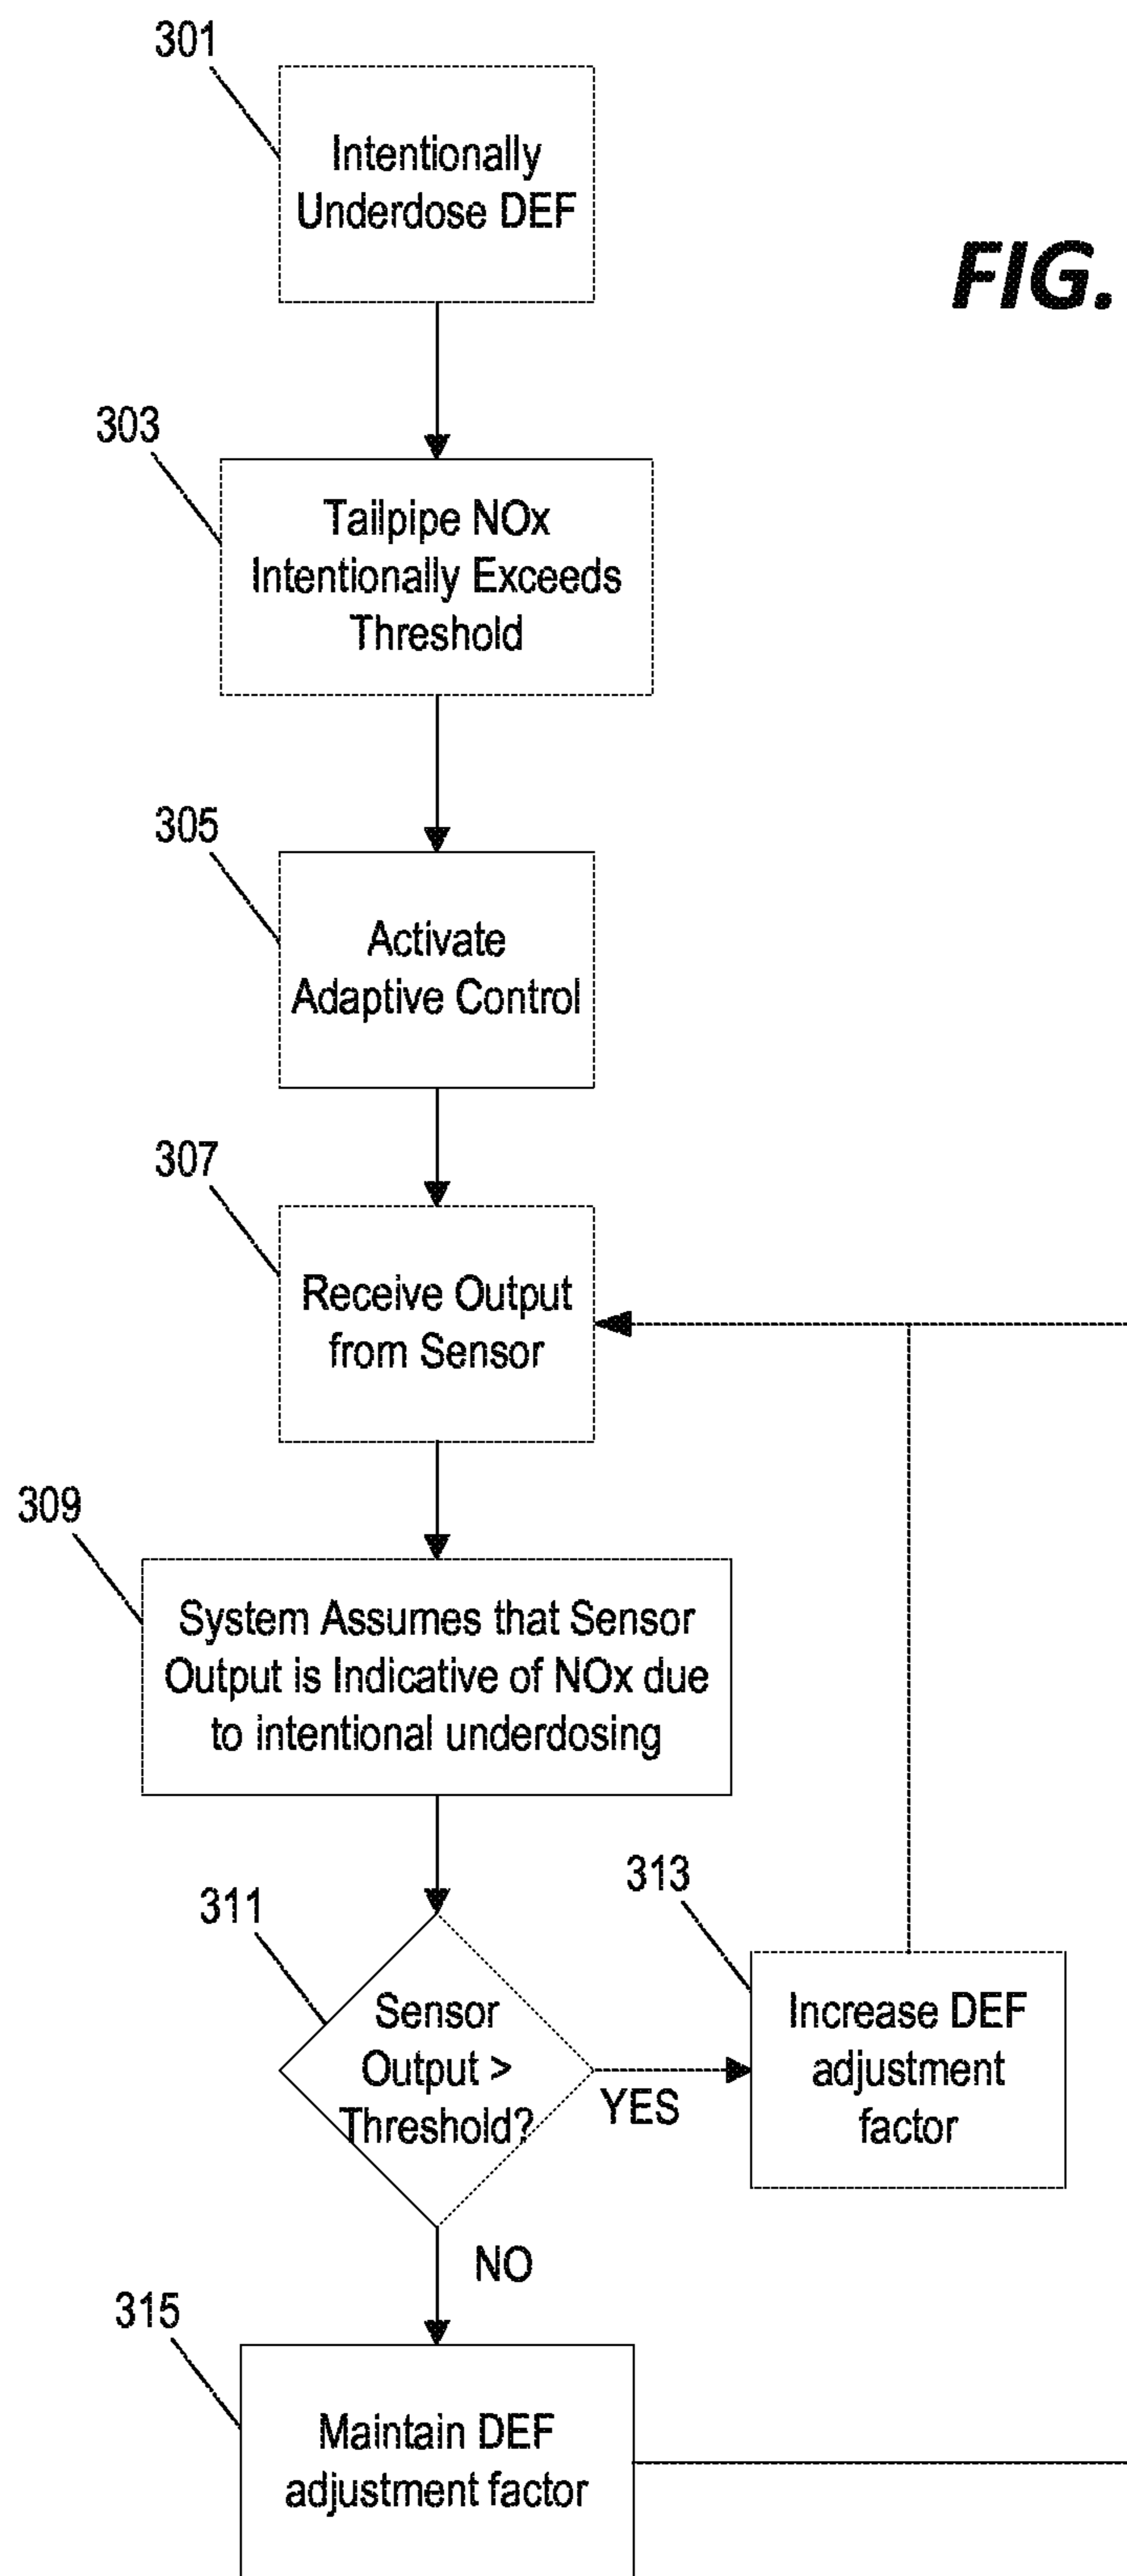 301
Intentionally
Underdose DEF
FIG.
303
Tailpipe NOx
Intentionally Exceeds
Threshold
305
Activate
Adaptive Control
307
Receive Output
from Sensor
309
System Assumes that Sensor
Output is Indicative of NOx due
to intentional underdosing
311
Sensor
Output >
Threshold?
YES
313
Increase DEF
adjustment
factor
NO
315
Maintain DEF
adjustment factor